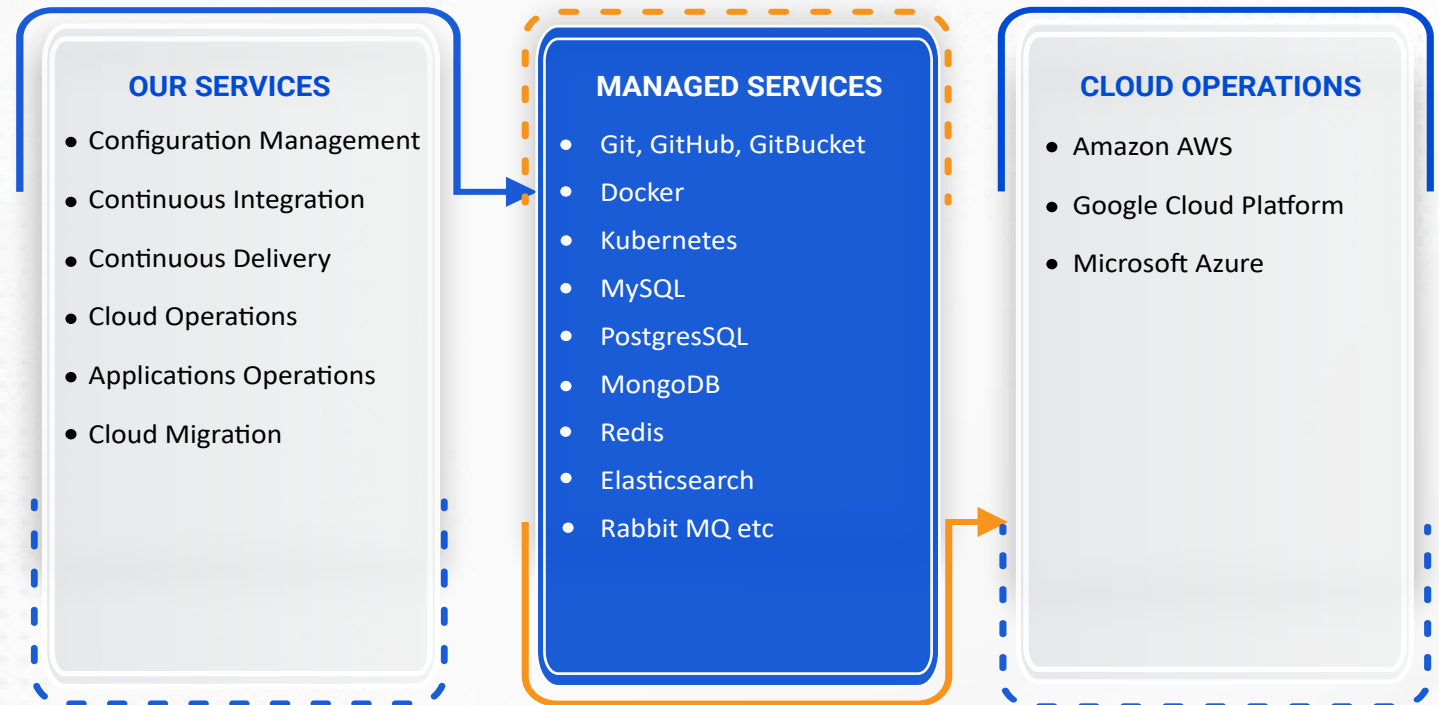 OUR SERVICES
• Configuration Management
• Continuous Integration
• Continuous Delivery
• Cloud Operations
• Applications Operations
• Cloud Migration
MANAGED SERVICES
• Git, GitHub, GitBucket
• Docker
• Kubernetes
• MySQL
• PostgresSQL
• MongoDB
• Redis
• Elasticsearch
• Rabbit MQ etc
CLOUD OPERATIONS
• Amazon AWS
• Google Cloud Platform
• Microsoft Azure